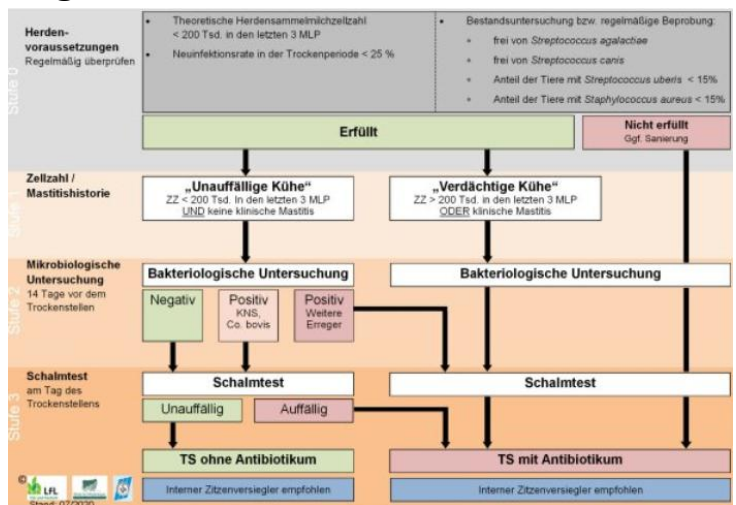 Herden-
voraussetzungen
Regelmäßig überprüfen
• Theoretische Herdensammelmilchzellzahl
< 200 Tsd. in den letzten 3 MLP
• Neuinfektionsrate in der Trockenperiode < 25 %
• Bestandsuntersuchung bzw. regelmäßige Beprobung:
frei von Streptococcus agalactiae
frei von Streptococcus canis
Anteil der Tiere mit Streptococcus uberis < 15%
Anteil der Tiere mit Staphylococcus aureus < 15%
Stufe 0
Erfüllt
Nicht erfüllt
Ggf. Sanierung
Zellzahl /
Mastitishistorie
Stufe 1
„Unauffällige Kühe“
ZZ < 200 Tsd. In den letzten 3 MLP
UND keine klinische Mastitis
„Verdächtige Kühe“
ZZ > 200 Tsd. in den letzten 3 MLP
ODER klinische Mastitis
Mikrobiologische
Untersuchung
14 Tage vor dem
Trockenstellen
Stufe 2
Bakteriologische Untersuchung
Bakteriologische Untersuchung
Negativ
Positiv
KNS,
Co. bovis
Positiv
Weitere
Erreger
Schalmtest
am Tag des
Trockenstellens
Stufe 3
Schalmtest
Schalmtest
Unauffällig
Auffällig
TS ohne Antibiotikum
TS mit Antibiotikum
Interner Zitzenversiegler empfohlen
Interner Zitzenversiegler empfohlen
©
LfL
Stand: 07/2020